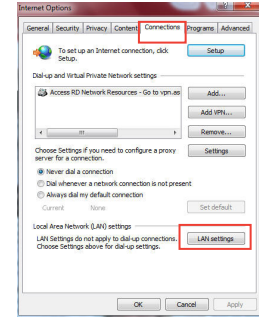 Internet Options
General Security Privacy Content Connections Programs Advanced
To set up an Internet connection, click
Setup.
Setup
Dial-up and Virtual Private Network settings
Access RD Network Resources - Go to vpn.as
Add...
Add VPN...
Remove...
Choose Settings if you need to configure a proxy
server for a connection.
Settings
Never dial a connection
Dial whenever a network connection is not present
Always dial my default connection
Current None
Set default
Local Area Network (LAN) settings
LAN Settings do not apply to dial-up connections.
Choose Settings above for dial-up settings.
LAN settings
OK Cancel Apply